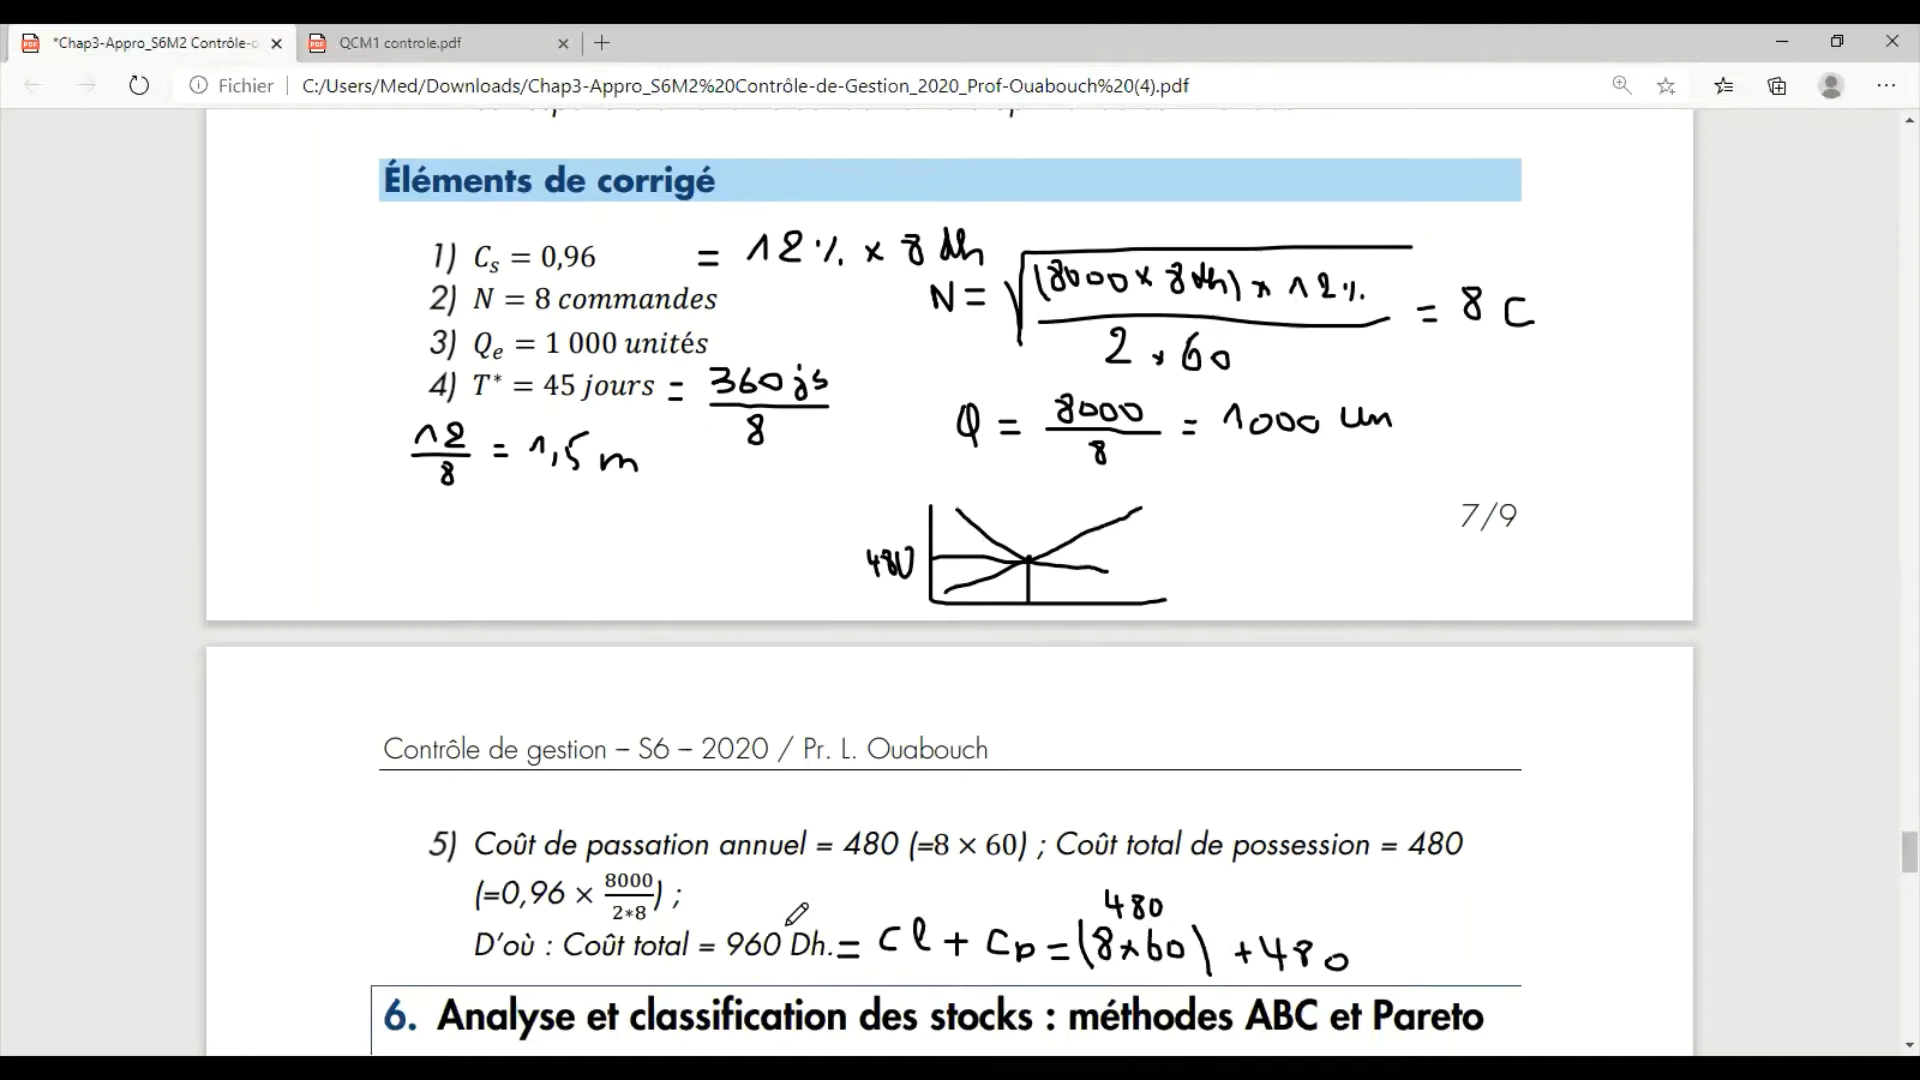 *Chap3-Appro_S6M2 Contrôle-
QCM1 controle.pdf
Fichier
C:/Users/Med/Downloads/Chap3-Appro_S6M2%20Contrôle-de-Gestion_2020_Prof-Ouabouch%20(4).pdf
Éléments de corrigé
1) Cs = 0,96 = 12 % × 8 dh
2) N = 8 commandes
N = √((8000 × 8 dh) × 12 % / 2 × 60) = 8 C
3) Qe = 1 000 unités
4) T* = 45 jours = 360 js / 8
Q = 8000 / 8 = 1000 un
12 / 8 = 1,5 m
7/9
480
Contrôle de gestion – S6 – 2020 / Pr. L. Ouabouch
5) Coût de passation annuel = 480 (=8 × 60) ; Coût total de possession = 480
(=0,96 × 8000 / 2*8) ;
480
D'où : Coût total = 960 Dh. = Cl + Cp = (8×60) + 480
6. Analyse et classification des stocks : méthodes ABC et Pareto